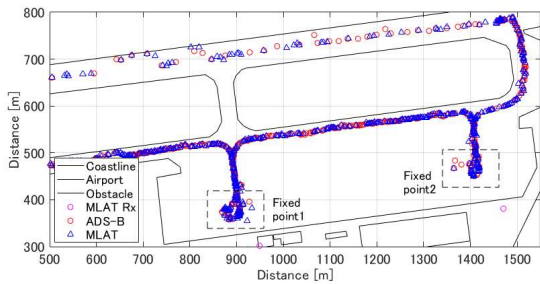 800
700
600
500
400
300
Distance [m]
Coastline
Airport
Obstacle
MLAT Rx
ADS-B
MLAT
Fixed
point1
Fixed
point2
500 600 700 800 900 1000 1100 1200 1300 1400 1500
Distance [m]